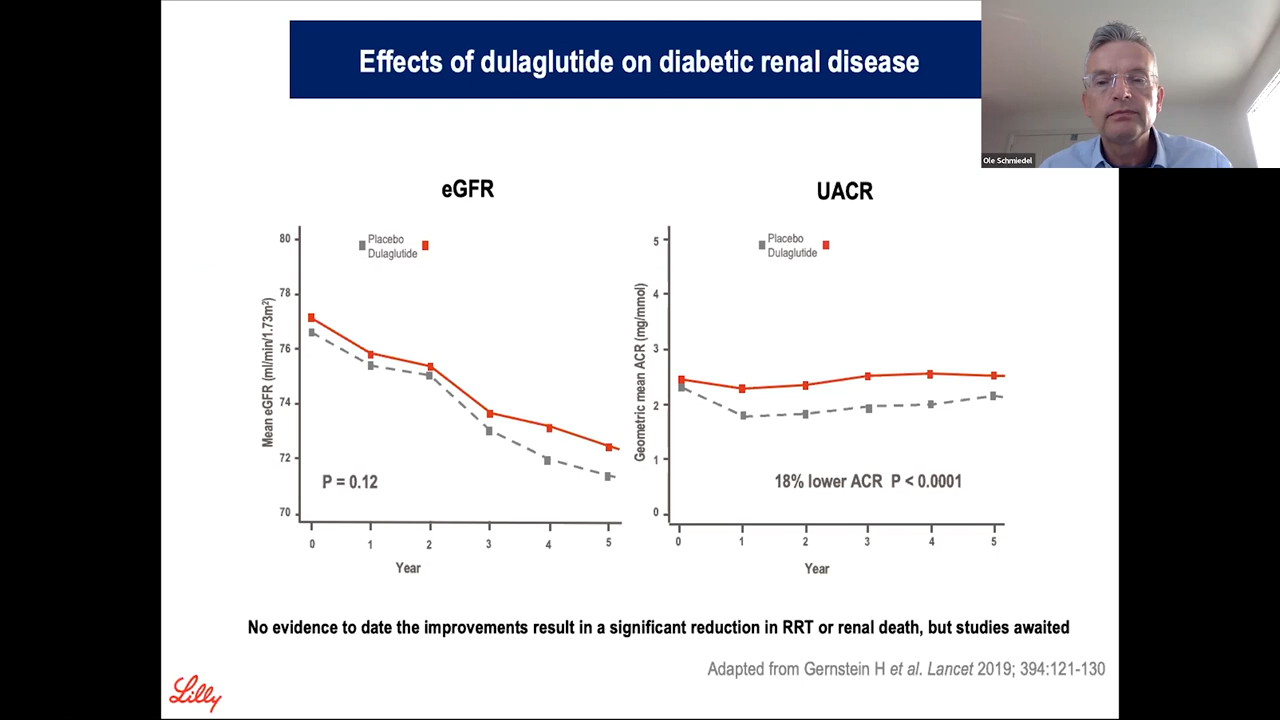 Effects of dulaglutide on diabetic renal disease
Ole Schmiedel
eGFR
Placebo
Dulaglutide
80
78
76
74
72
70
Mean eGFR (ml/min/1.73m²)
P = 0.12
0 1 2 3 4 5
Year
UACR
Placebo
Dulaglutide
5
4
3
2
1
0
Geometric mean ACR (mg/mmol)
18% lower ACR P < 0.0001
0 1 2 3 4 5
Year
No evidence to date the improvements result in a significant reduction in RRT or renal death, but studies awaited
Adapted from Gernstein H et al. Lancet 2019; 394:121-130
Lilly